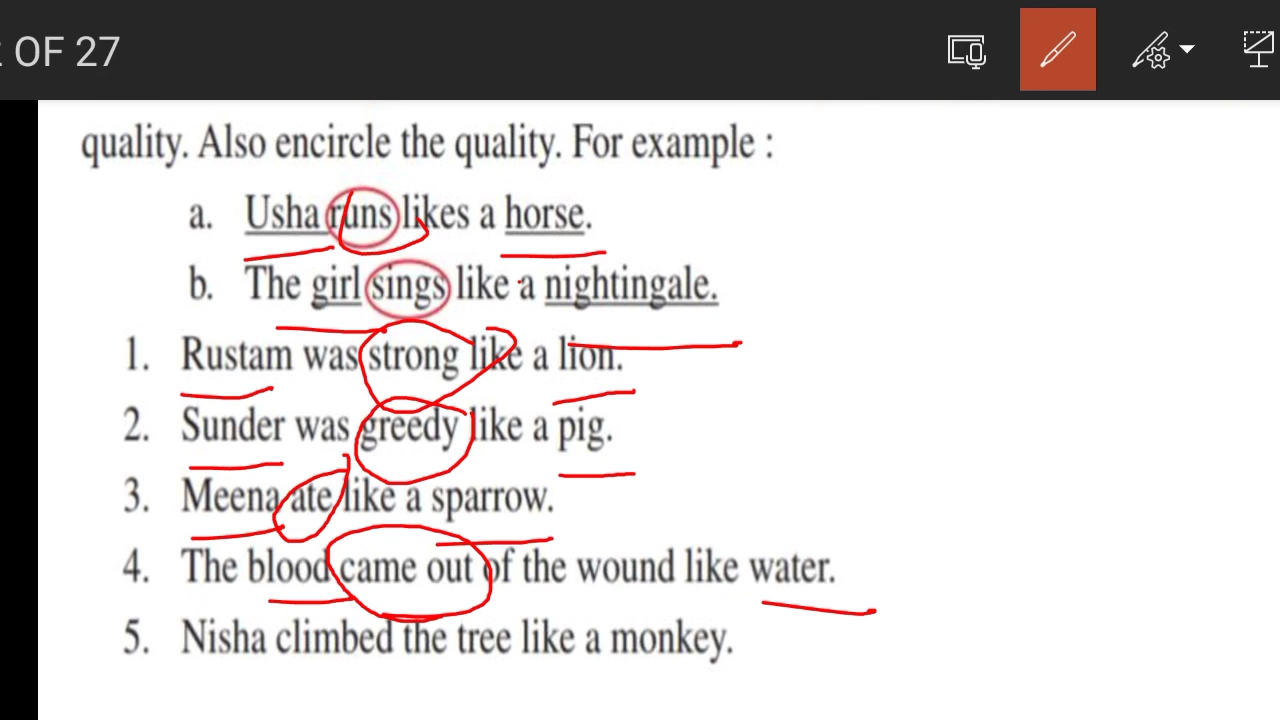 OF 27
quality. Also encircle the quality. For example :
a. Usha runs likes a horse.
b. The girl sings like a nightingale.
1. Rustam was strong like a lion.
2. Sunder was greedy like a pig.
3. Meena ate like a sparrow.
4. The blood came out of the wound like water.
5. Nisha climbed the tree like a monkey.